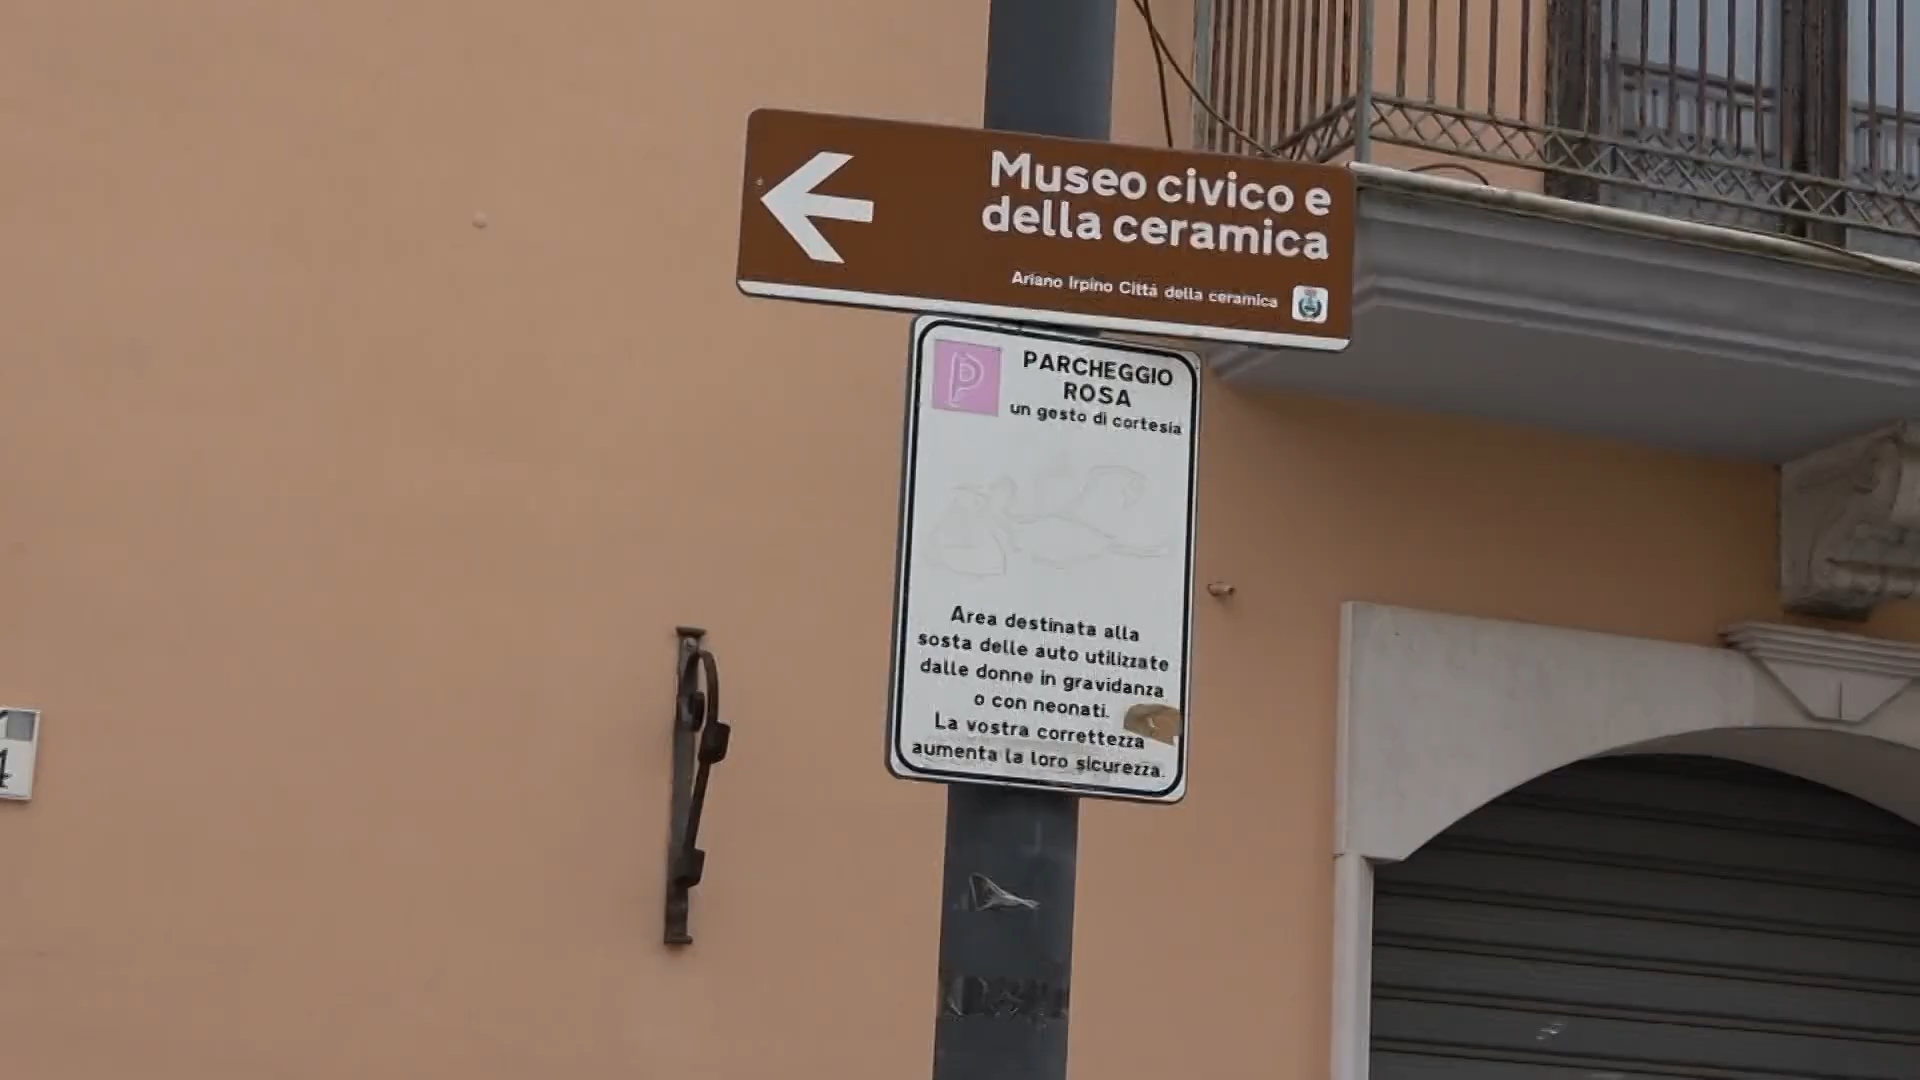 Museo civico e
della ceramica
Ariano Irpino Città della ceramica
P
PARCHEGGIO
ROSA
un gesto di cortesia
Area destinata alla
sosta delle auto utilizzate
dalle donne in gravidanza
o con neonati.
La vostra correttezza
aumenta la loro sicurezza.
4